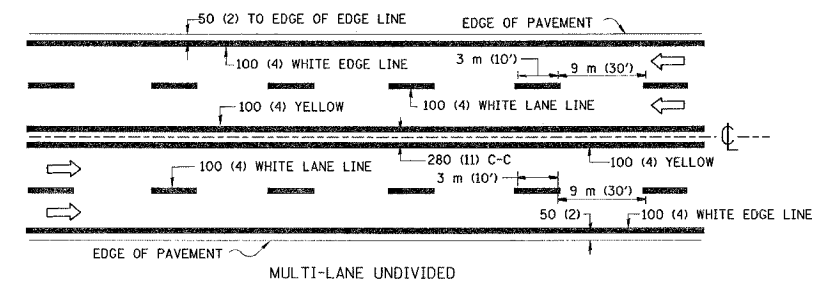 50 (2) TO EDGE OF EDGE LINE
EDGE OF PAVEMENT
100 (4) WHITE EDGE LINE
3 m (10')
9 m (30')
100 (4) YELLOW
100 (4) WHITE LANE LINE
℄
100 (4) WHITE LANE LINE
280 (11) C-C
100 (4) YELLOW
3 m (10')
9 m (30')
50 (2)
100 (4) WHITE EDGE LINE
EDGE OF PAVEMENT
MULTI-LANE UNDIVIDED